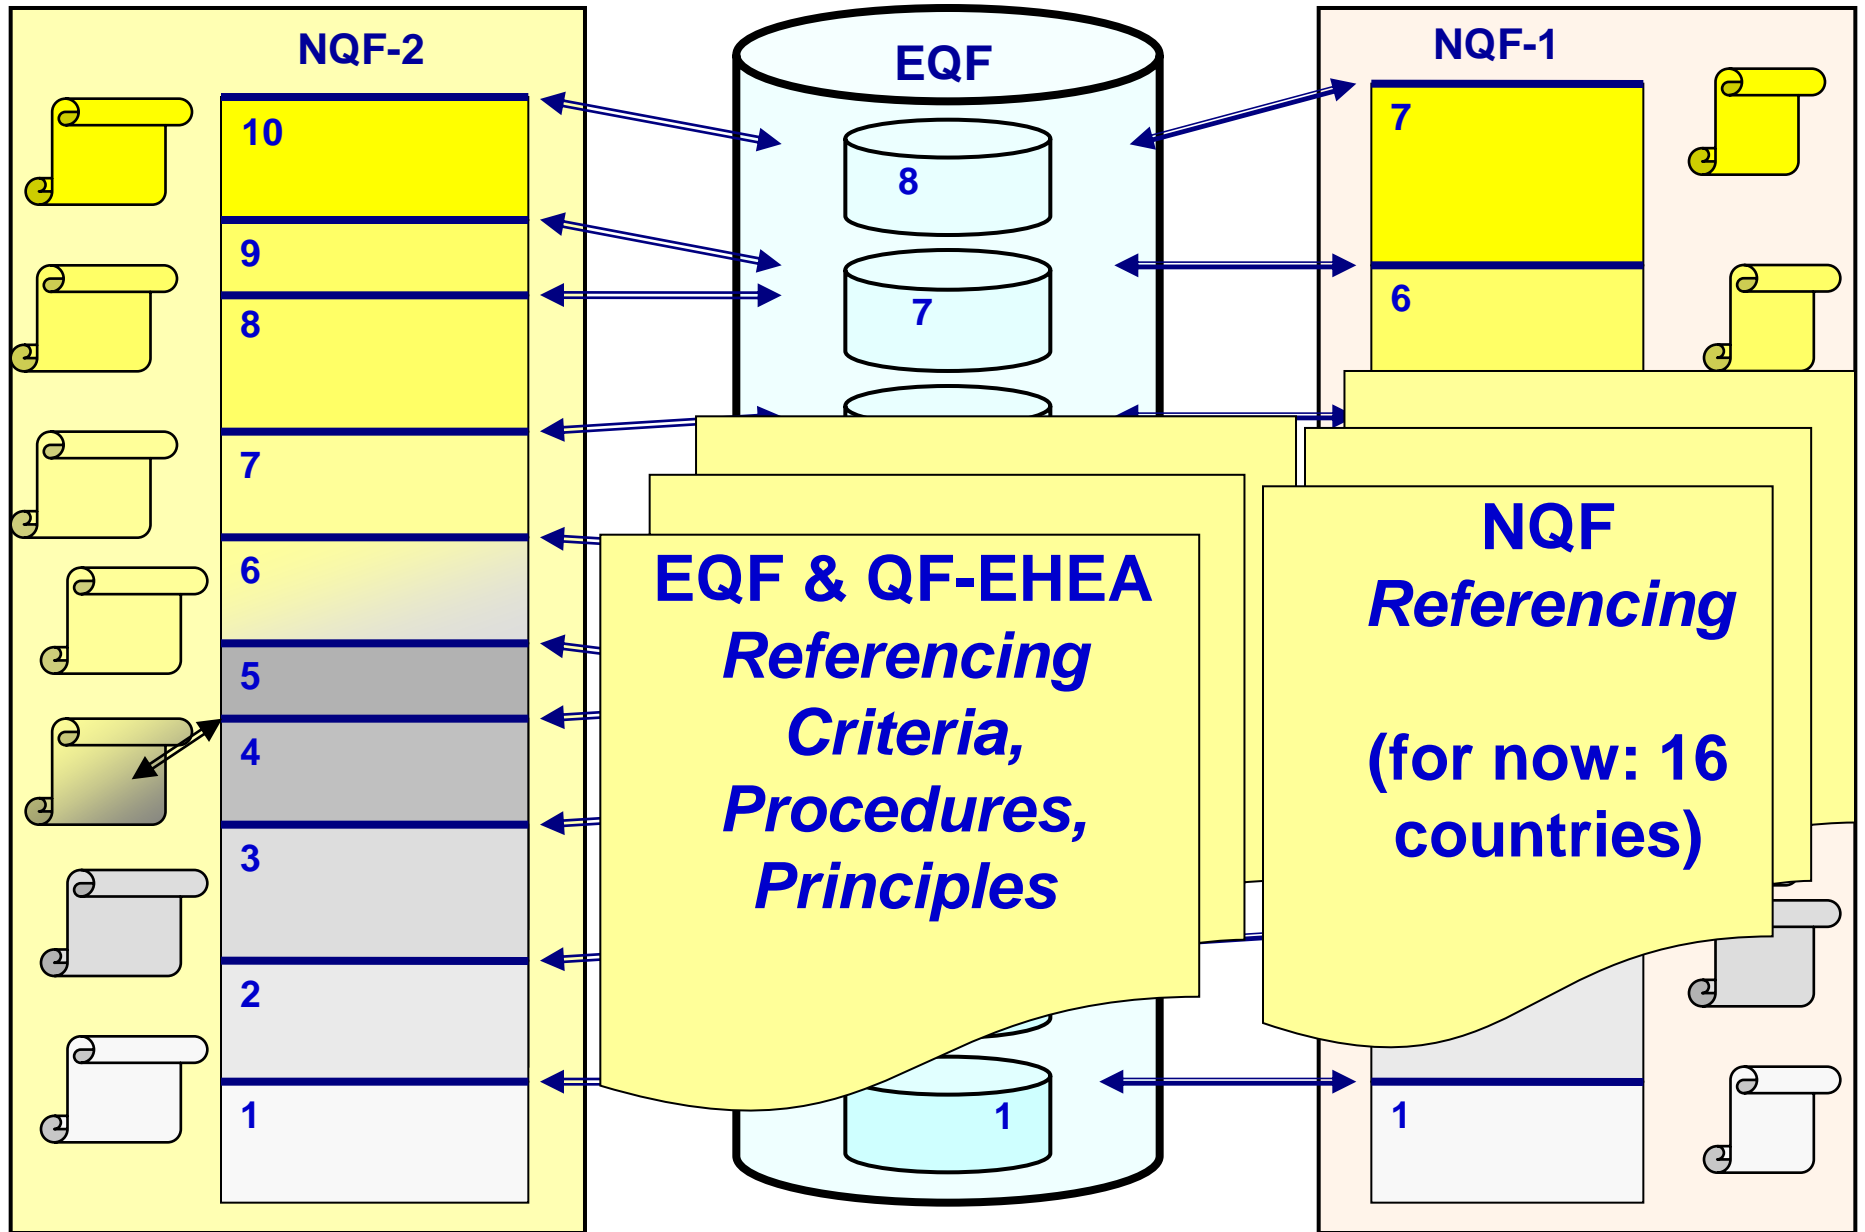 NQF-2
10
9
8
7
6
5
4
3
2
1
EQF
8
7
1
NQF-1
7
6
1
EQF & QF-EHEA
Referencing
Criteria,
Procedures,
Principles
NQF
Referencing
(for now: 16
countries)